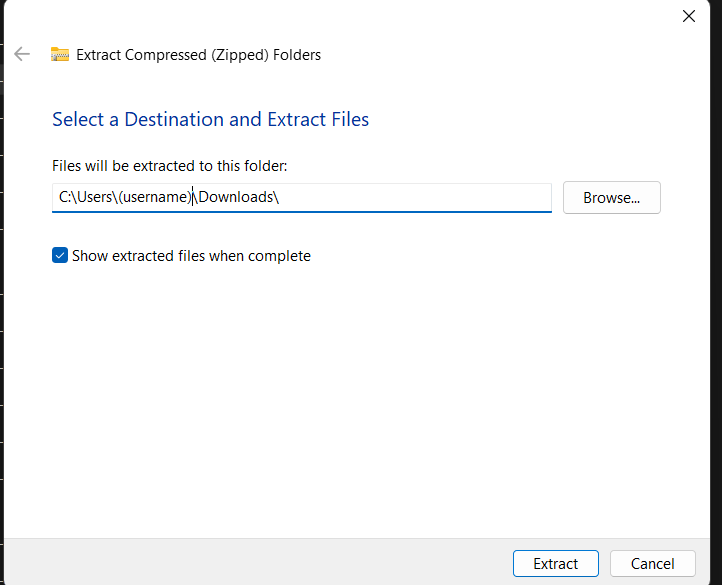 Extract Compressed (Zipped) Folders
Select a Destination and Extract Files
Files will be extracted to this folder:
C:\Users\(username)\Downloads\
Browse...
Show extracted files when complete
Extract
Cancel